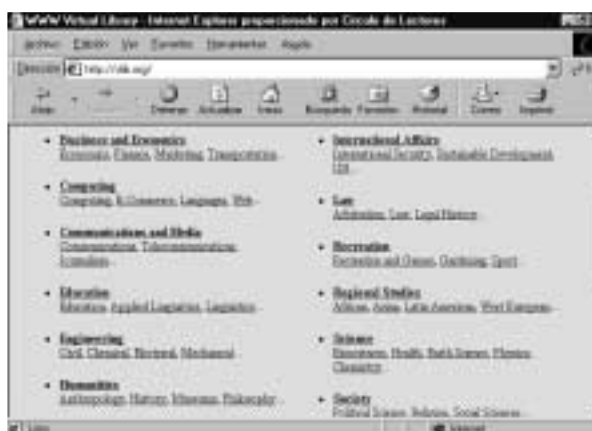 WWW Virtual Library - Internet Explorer proporcionado por Círculo de Lectores
Archivo Edición Ver Favoritos Herramientas Ayuda
Dirección http://vlib.org/
Atrás Detener Actualizar Inicio Búsqueda Favoritos Historial Correo Imprimir
• Business and Economics
Economics, Finance, Marketing, Transportation...
• Computing
Computing, E-Commerce, Languages, Web...
• Communications and Media
Communications, Telecommunications,
Journalism...
• Education
Education, Applied Linguistics, Linguistics...
• Engineering
Civil, Chemical, Electrical, Mechanical...
• Humanities
Anthropology, History, Museums, Philosophy...
• International Affairs
International Security, Sustainable Development,
• Law
Arbitration, Law, Legal History...
• Recreation
Recreation and Games, Gardening, Sport...
• Regional Studies
African, Asian, Latin American, West European...
• Science
Biosciences, Health, Earth Science, Physics,
Chemistry...
• Society
Political Science, Religion, Social Sciences...
Listo
Internet